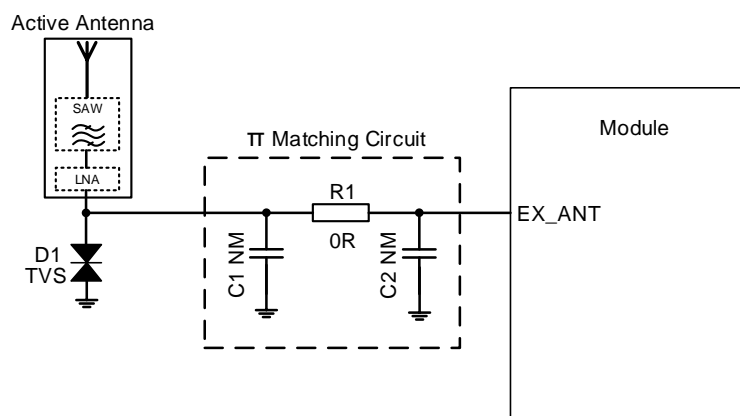 Active Antenna
SAW
LNA
D1
TVS
π Matching Circuit
R1
0R
C1 NM
C2 NM
Module
EX_ANT